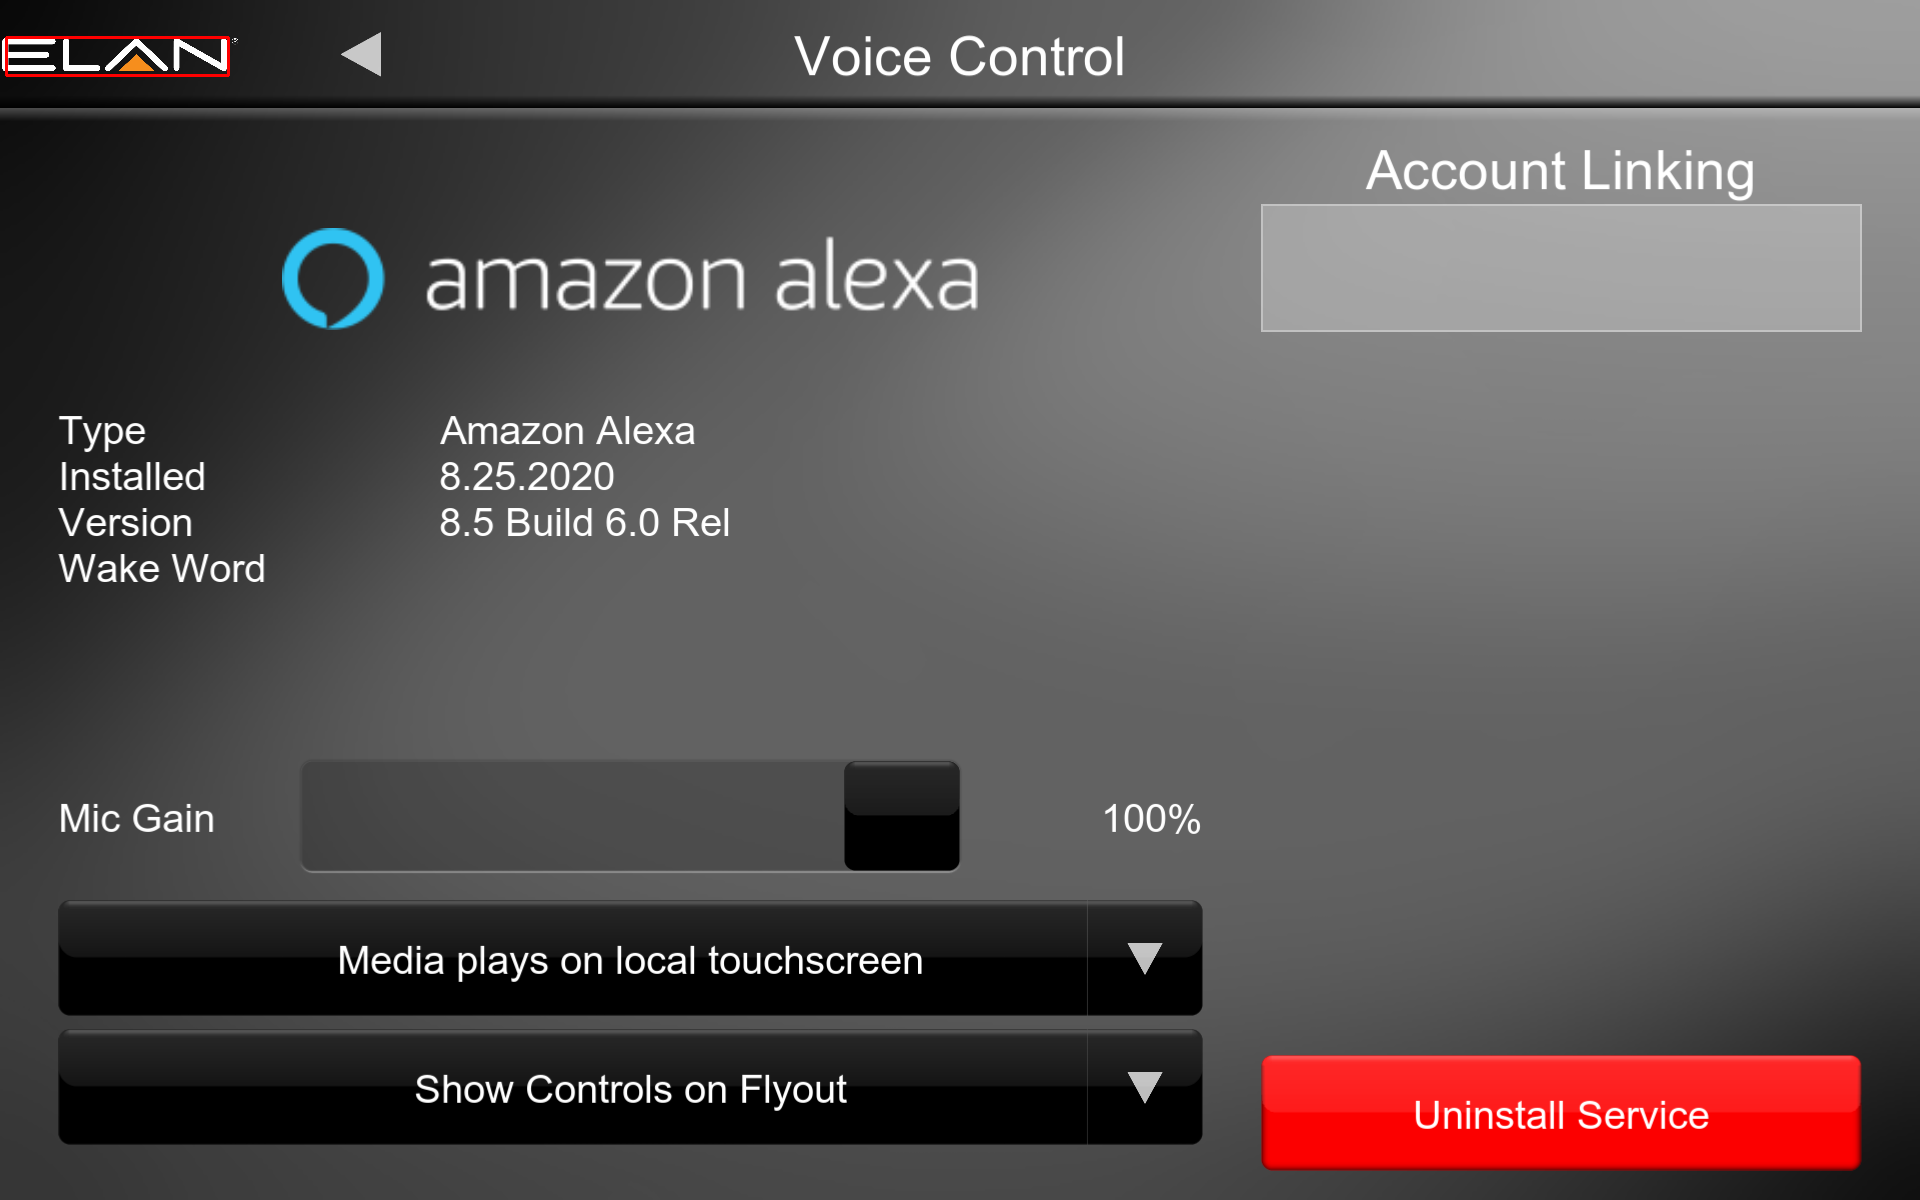 ELAN
Voice Control
Account Linking
amazon alexa
Type Amazon Alexa
Installed 8.25.2020
Version 8.5 Build 6.0 Rel
Wake Word
Mic Gain 100%
Media plays on local touchscreen
Show Controls on Flyout
Uninstall Service